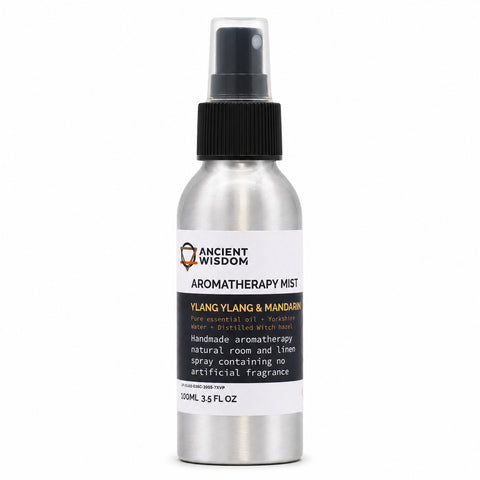 ANCIENT
WISDOM
AROMATHERAPY MIST
YLANG YLANG & MANDARIN
Pure essential oil + Yorkshire
Water + Distilled Witch hazel
Handmade aromatherapy
natural room and linen
spray containing no
artificial fragrance
100ML 3.5 FL OZ